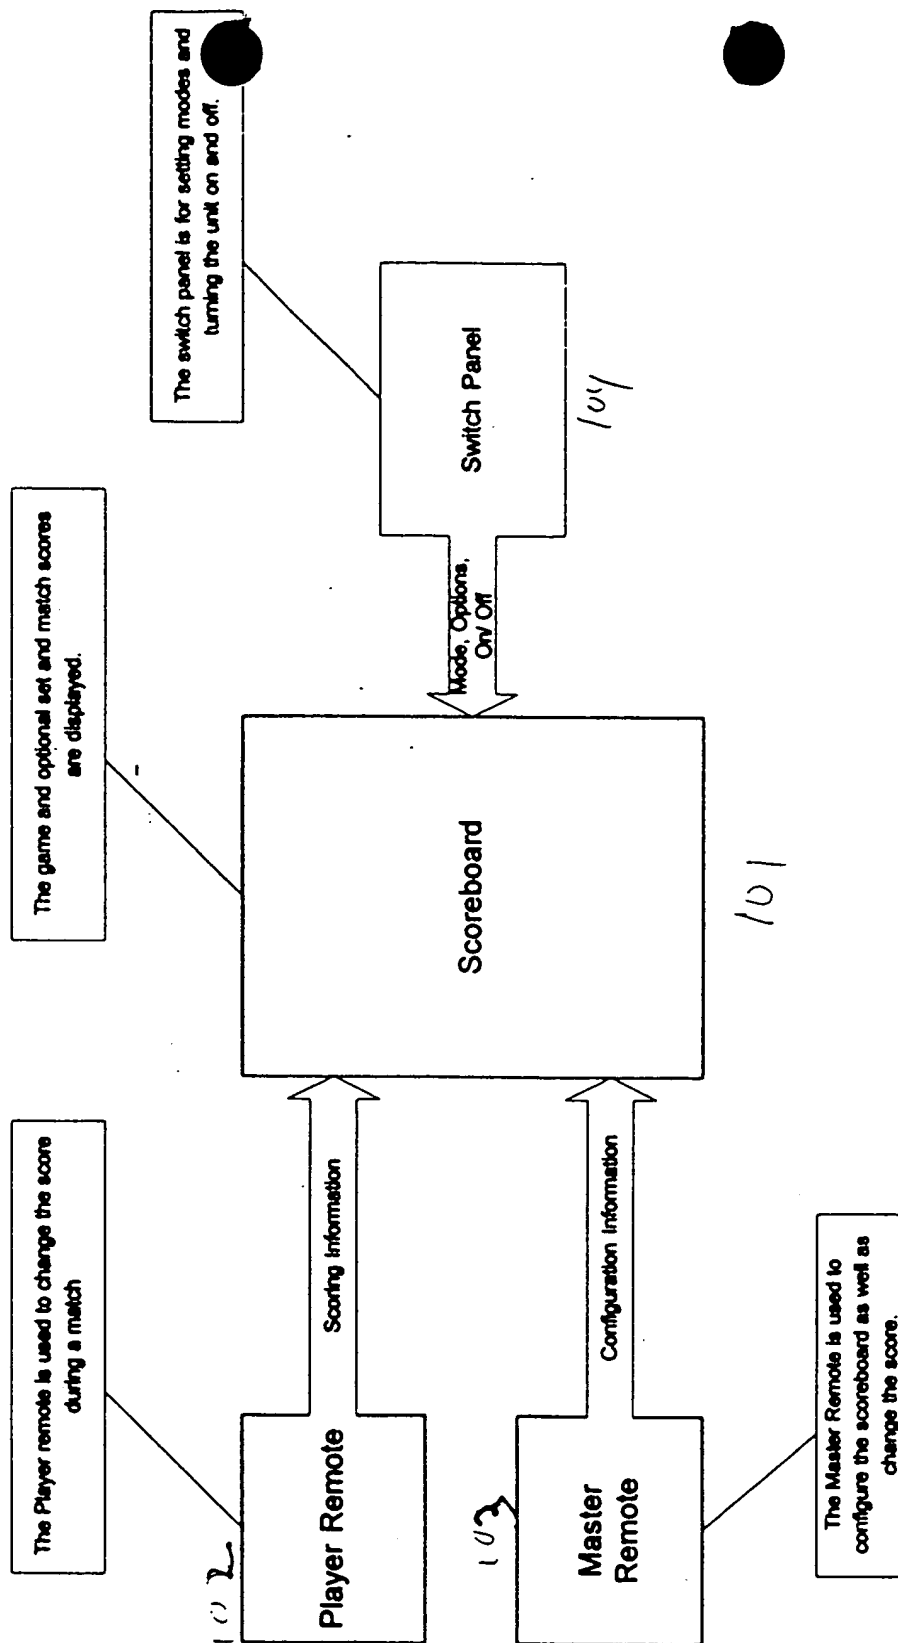 The Player remote is used to change the score
during a match
The game and optional set and match scores
are displayed.
The switch panel is for setting modes and
turning the unit on and off.
102
Player Remote
Scoring Information
Scoreboard
101
Mode, Options,
On/ Off
Switch Panel
104
103
Master
Remote
Configuration Information
The Master Remote is used to
configure the scoreboard as well as
change the score.